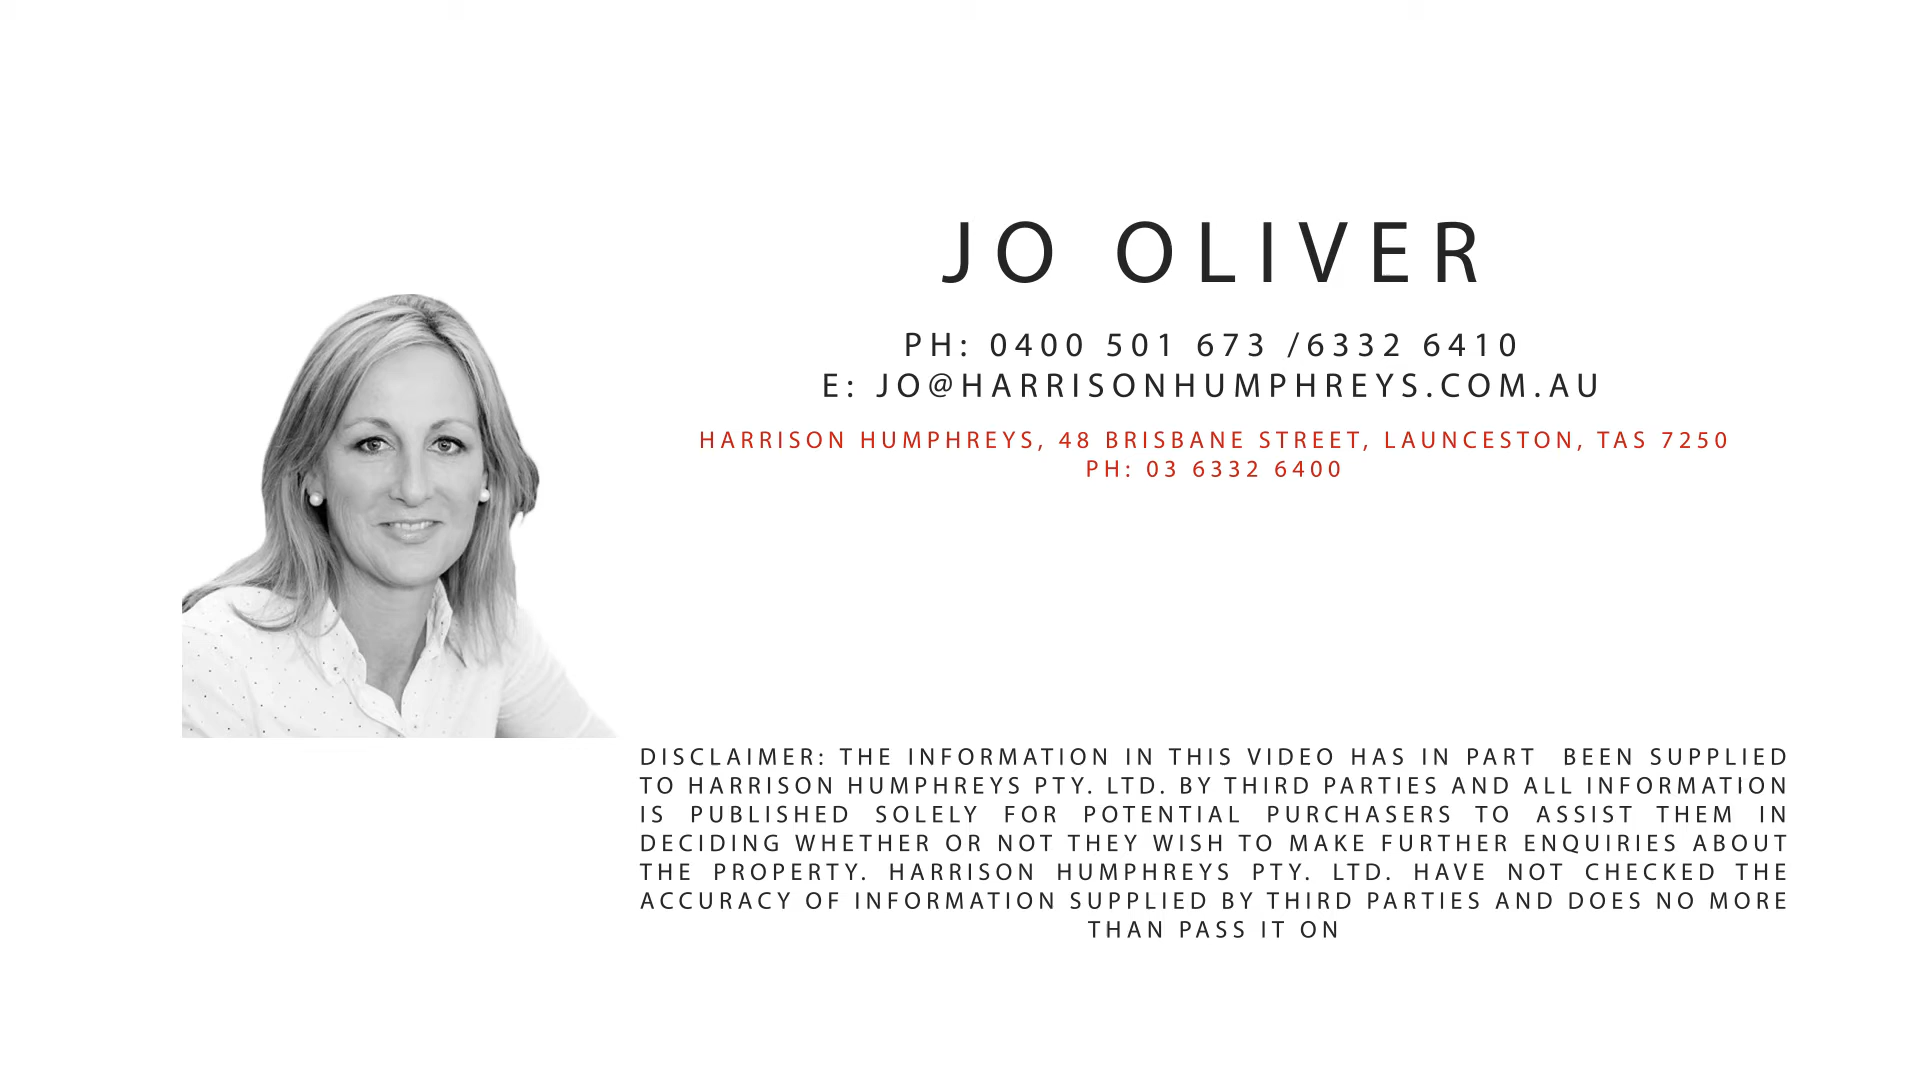 JO OLIVER
PH: 0400 501 673 /6332 6410
E: JO@HARRISONHUMPHREYS.COM.AU
HARRISON HUMPHREYS, 48 BRISBANE STREET, LAUNCESTON, TAS 7250
PH: 03 6332 6400
DISCLAIMER: THE INFORMATION IN THIS VIDEO HAS IN PART BEEN SUPPLIED
TO HARRISON HUMPHREYS PTY. LTD. BY THIRD PARTIES AND ALL INFORMATION
IS PUBLISHED SOLELY FOR POTENTIAL PURCHASERS TO ASSIST THEM IN
DECIDING WHETHER OR NOT THEY WISH TO MAKE FURTHER ENQUIRIES ABOUT
THE PROPERTY. HARRISON HUMPHREYS PTY. LTD. HAVE NOT CHECKED THE
ACCURACY OF INFORMATION SUPPLIED BY THIRD PARTIES AND DOES NO MORE
THAN PASS IT ON